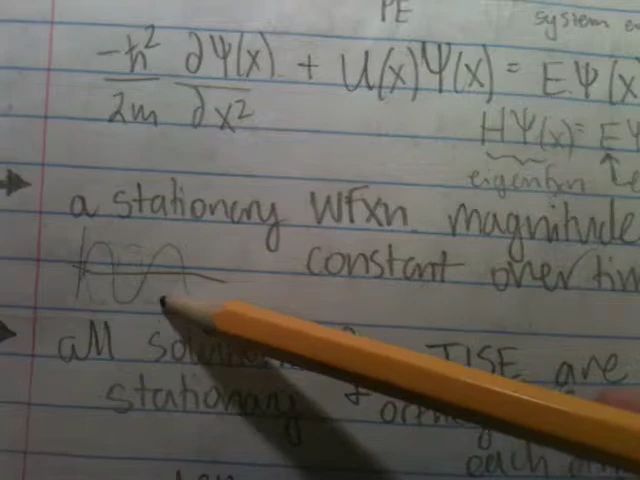 PE
system
-ħ²/2m ∂Ψ(x)/∂x² + U(x)Ψ(x) = EΨ(x
HΨ(x) = EΨ
eigenfxn
a stationary wfxn magnitude
constant over tim
all TISE are
stationary +
each